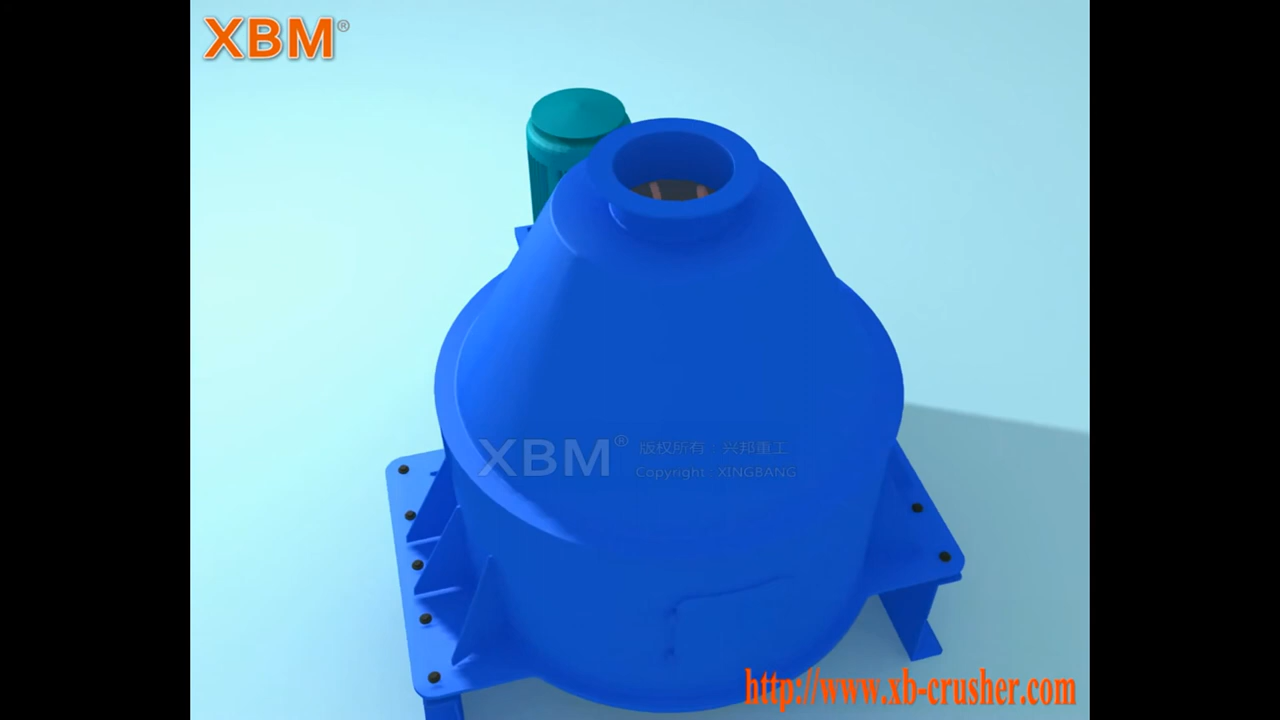 XBM®
XBM® 版权所有 兴邦重工
Copyright XINGBANG
http://www.xb-crusher.com